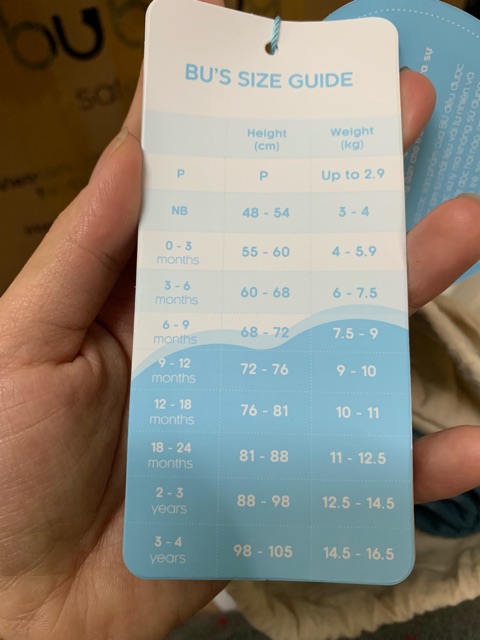 BU'S SIZE GUIDE
Height Weight
(cm) (kg)
P P Up to 2.9
NB 48 - 54 3 - 4
0 - 3
months 55 - 60 4 - 5.9
3 - 6
months 60 - 68 6 - 7.5
6 - 9
months 68 - 72 7.5 - 9
9 - 12
months 72 - 76 9 - 10
12 - 18
months 76 - 81 10 - 11
18 - 24
months 81 - 88 11 - 12.5
2 - 3
years 88 - 98 12.5 - 14.5
3 - 4
years 98 - 105 14.5 - 16.5